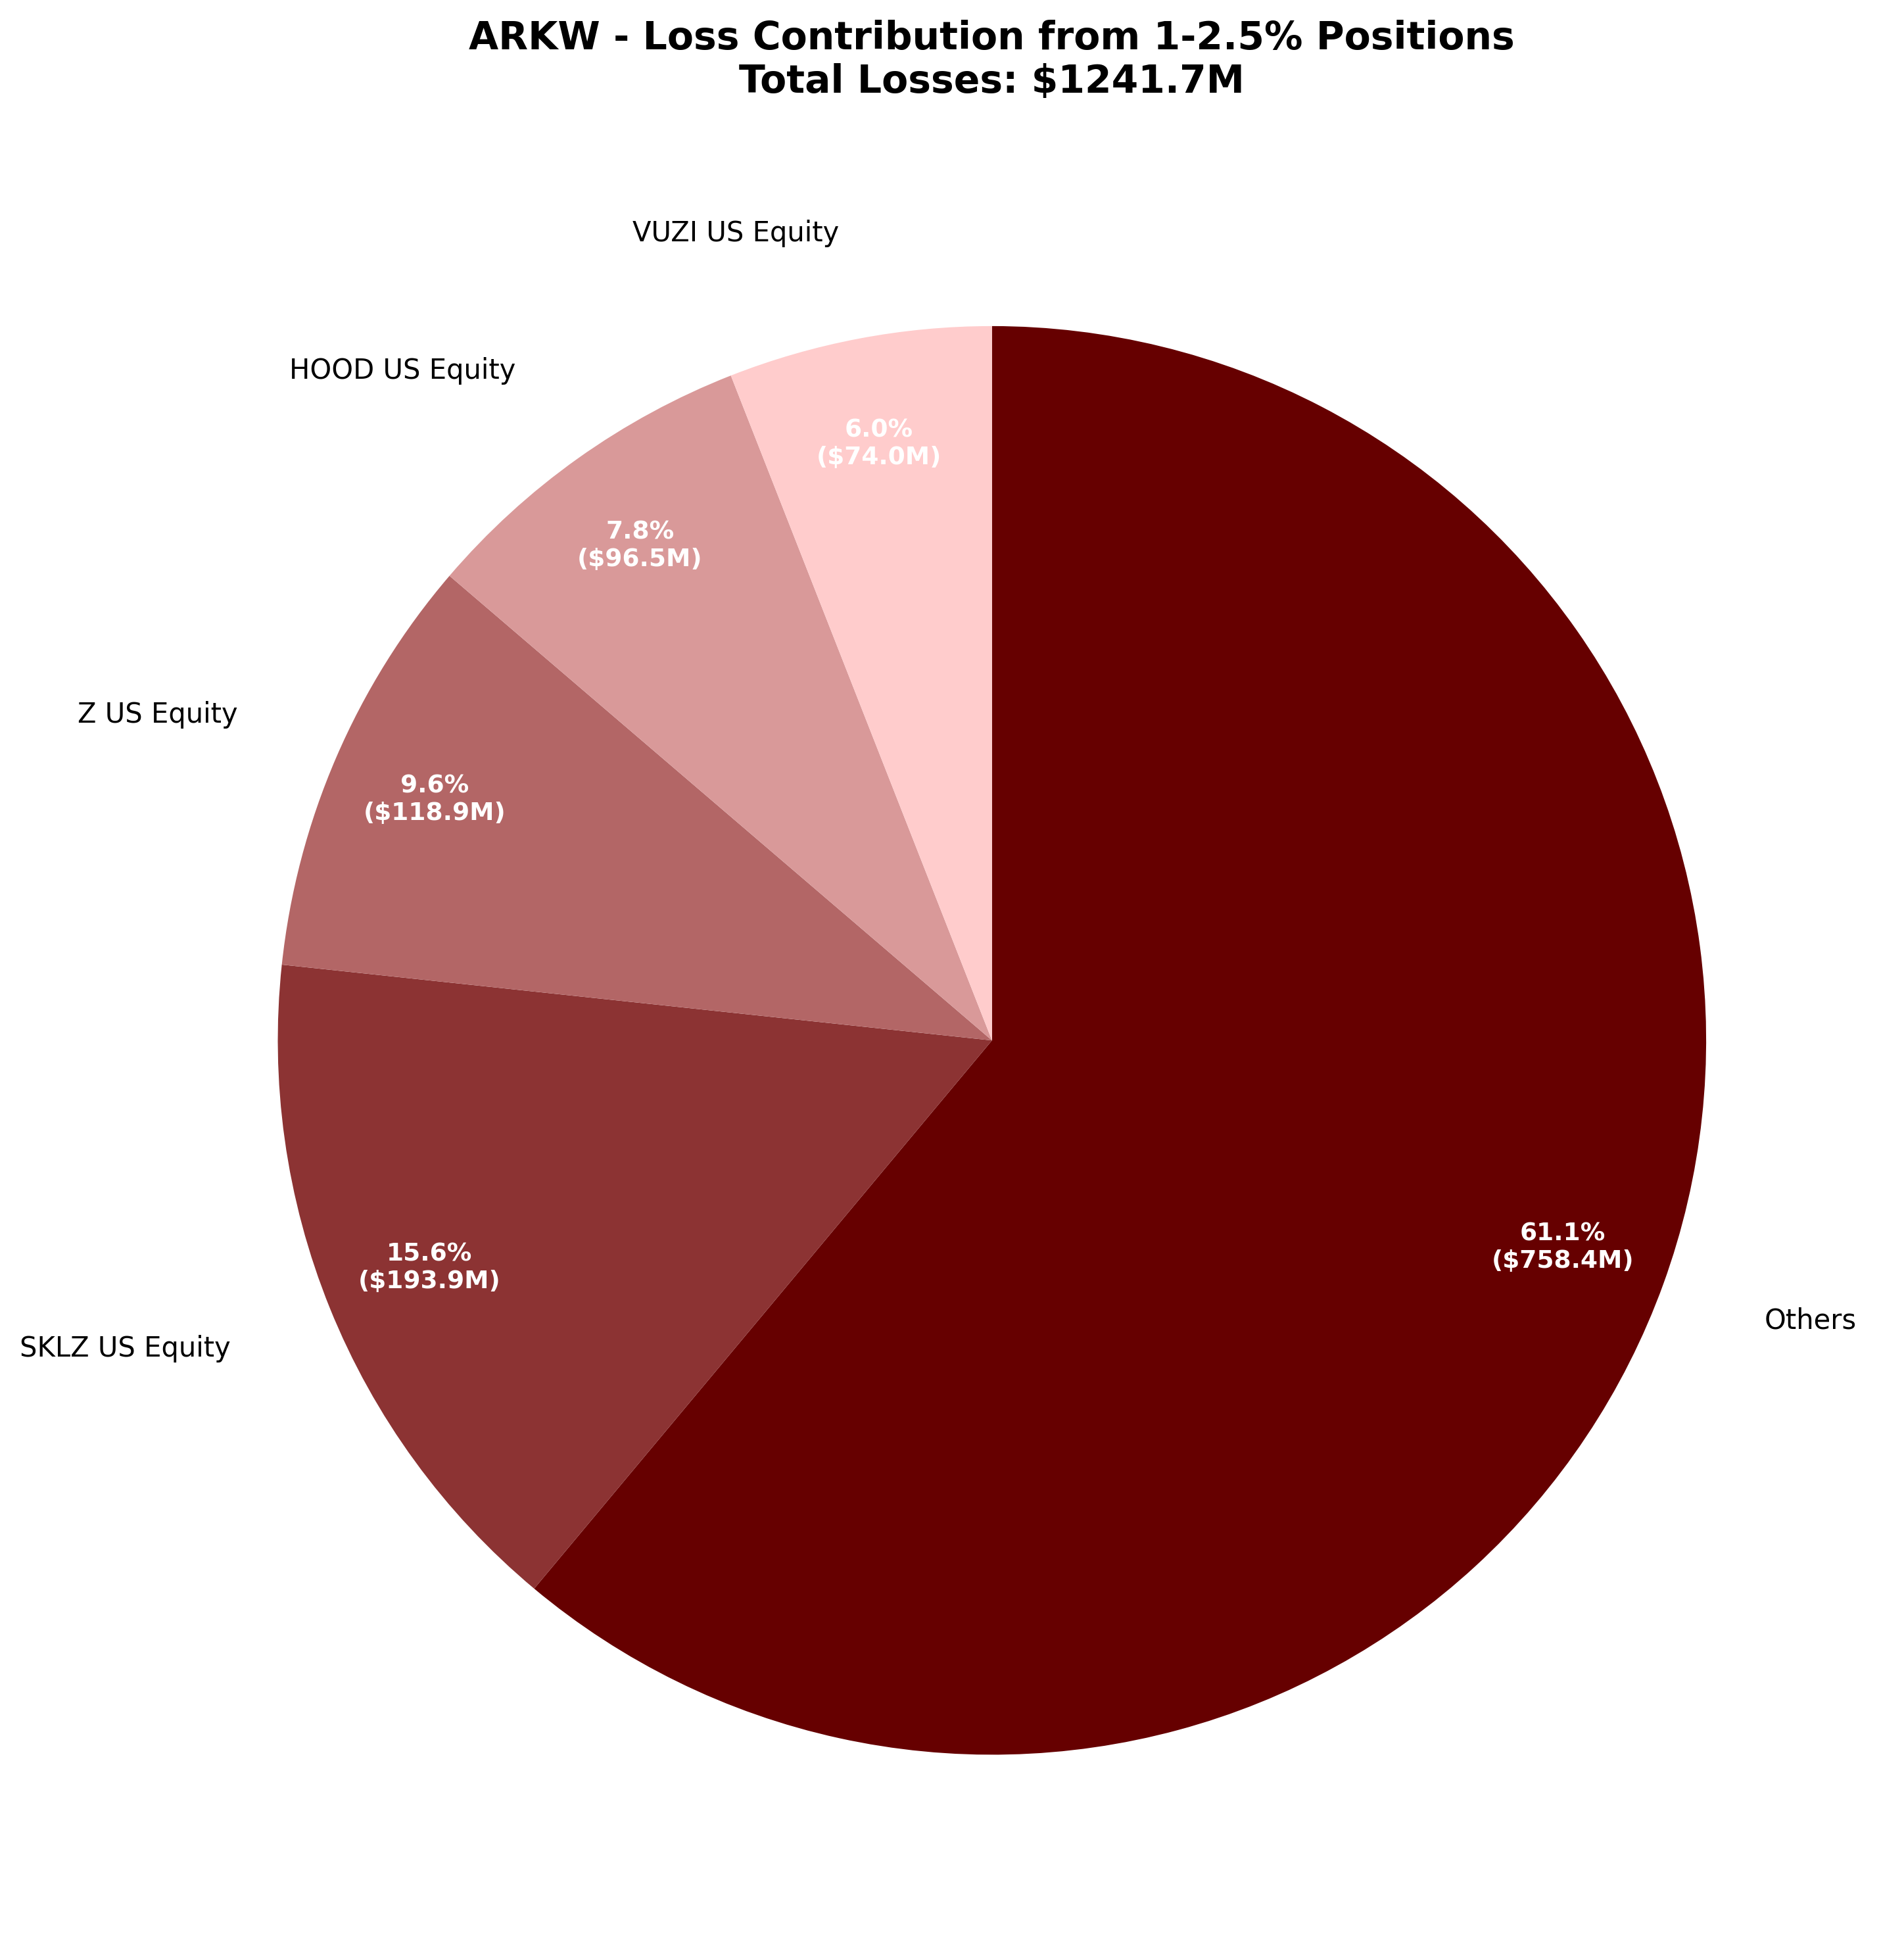 ARKW - Loss Contribution from 1-2.5% Positions
Total Losses: $1241.7M
VUZI US Equity
HOOD US Equity
6.0%
($74.0M)
7.8%
($96.5M)
Z US Equity
9.6%
($118.9M)
15.6%
($193.9M)
SKLZ US Equity
61.1%
($758.4M)
Others